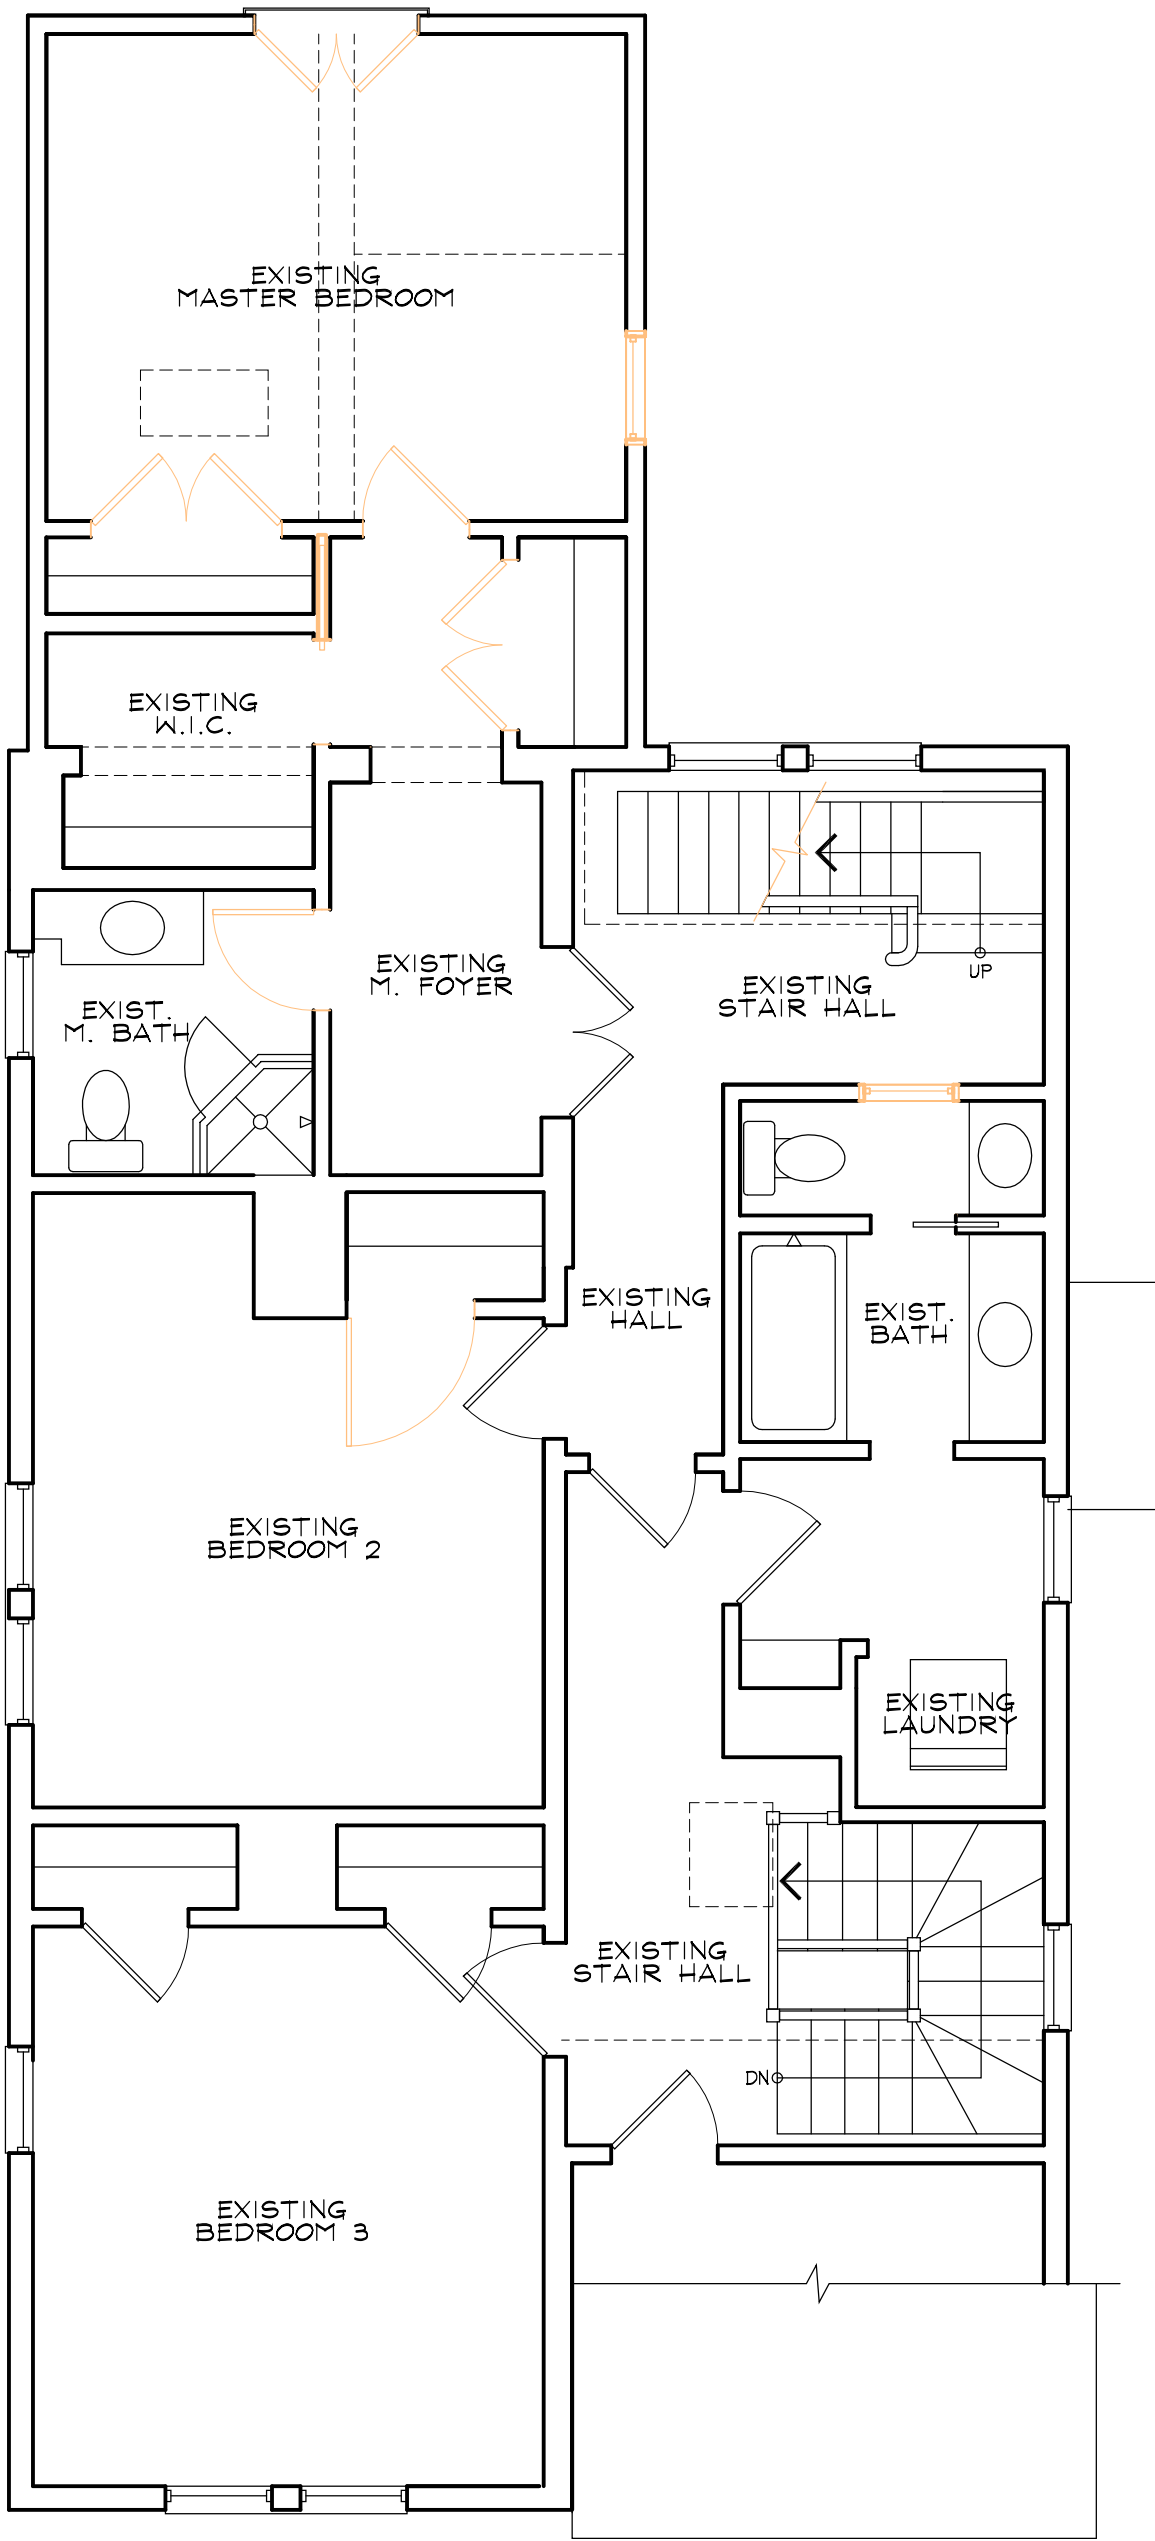 EXISTING
MASTER BEDROOM
EXISTING
W.I.C.
EXISTING
M. FOYER
EXISTING
STAIR HALL
UP
EXIST.
M. BATH
EXISTING
HALL
EXIST.
BATH
EXISTING
BEDROOM 2
EXISTING
LAUNDRY
EXISTING
STAIR HALL
DN
EXISTING
BEDROOM 3